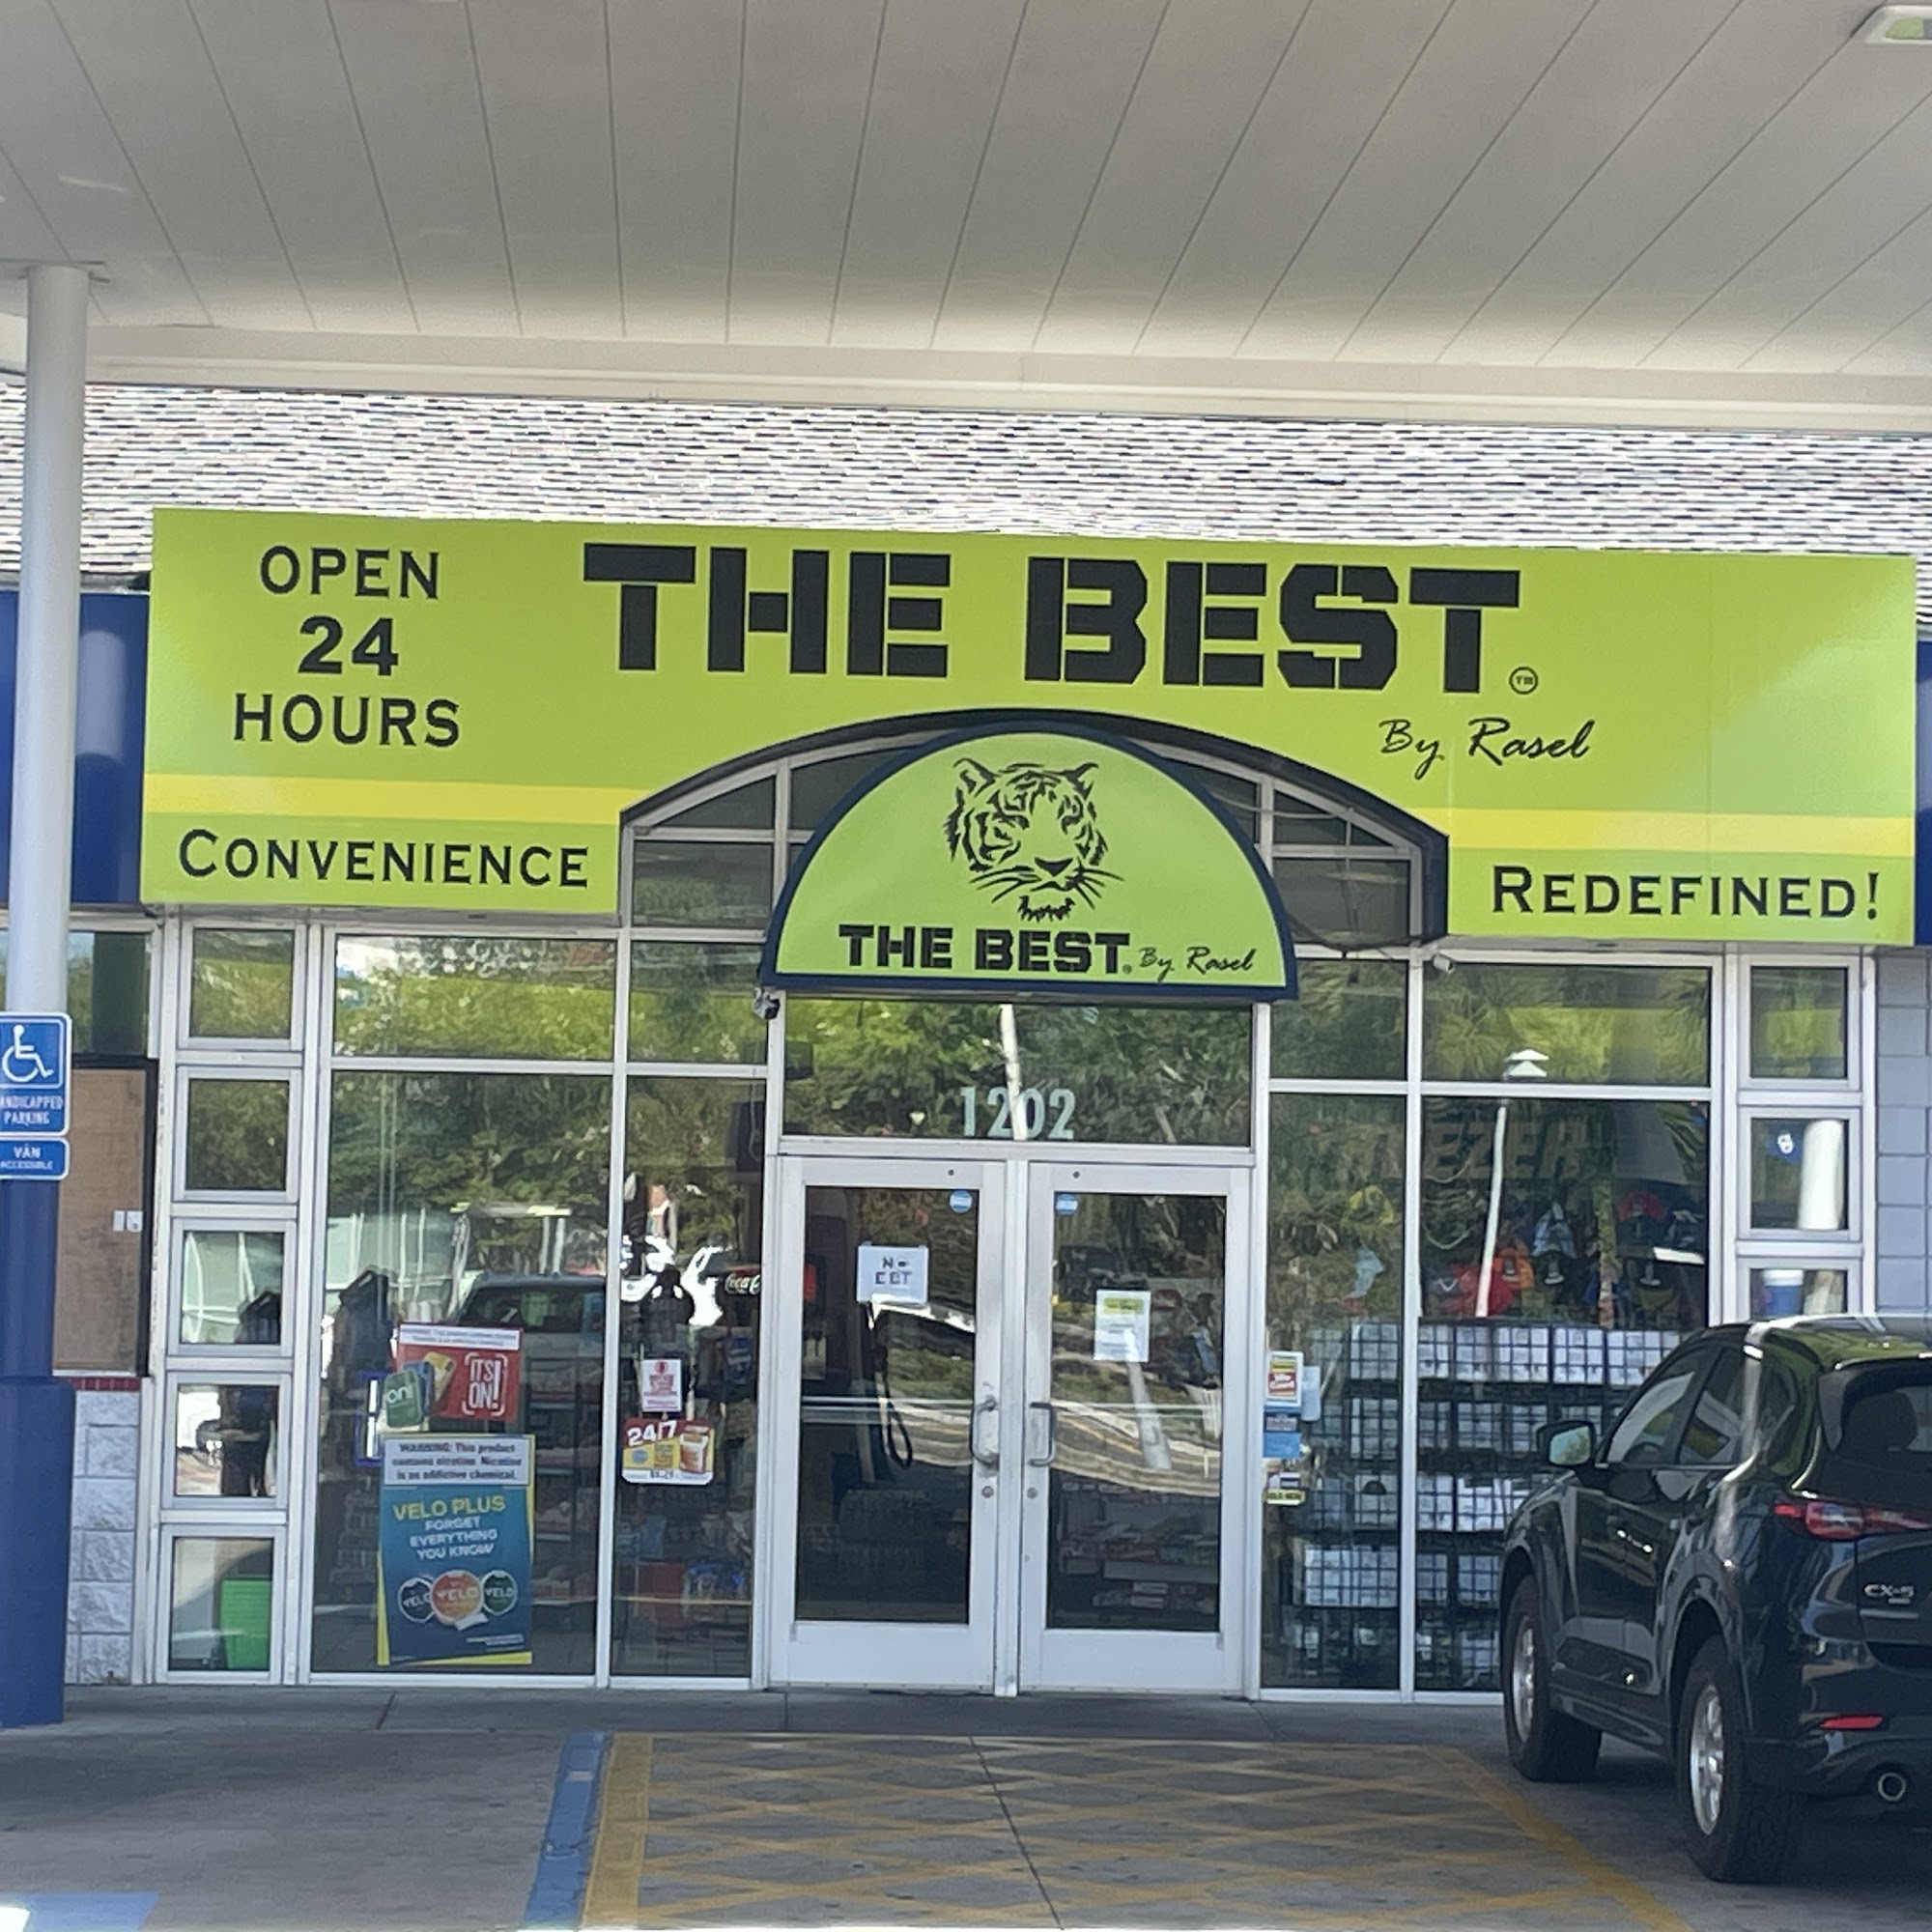 OPEN
24
HOURS
THE BEST
TM
By Rasel
CONVENIENCE
REDEFINED!
THE BEST. By Rasel
1202
HANDICAPPED
PARKING
VAN
ACCESSIBLE
EEZER
on!
IT'S
ON!
24/7
WARNING: This product
contains nicotine. Nicotine
is an addictive chemical.
VELO PLUS
FORGET
EVERYTHING
YOU KNOW
VELO VELO VELO
CX-5